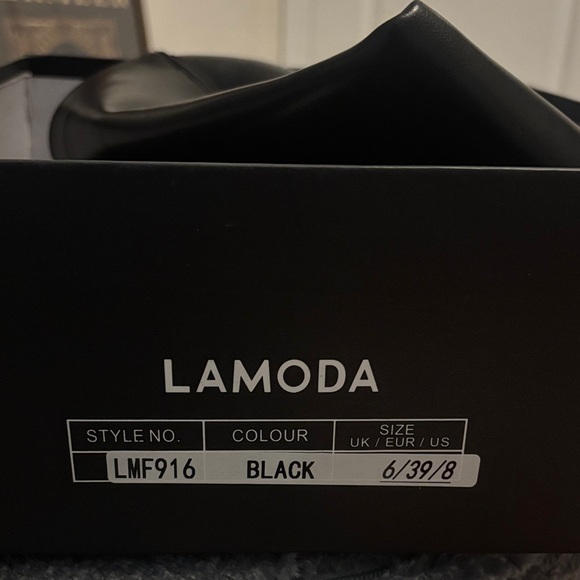 LAMODA
STYLE NO. COLOUR SIZE
UK / EUR / US
LMF916 BLACK 6/39/8